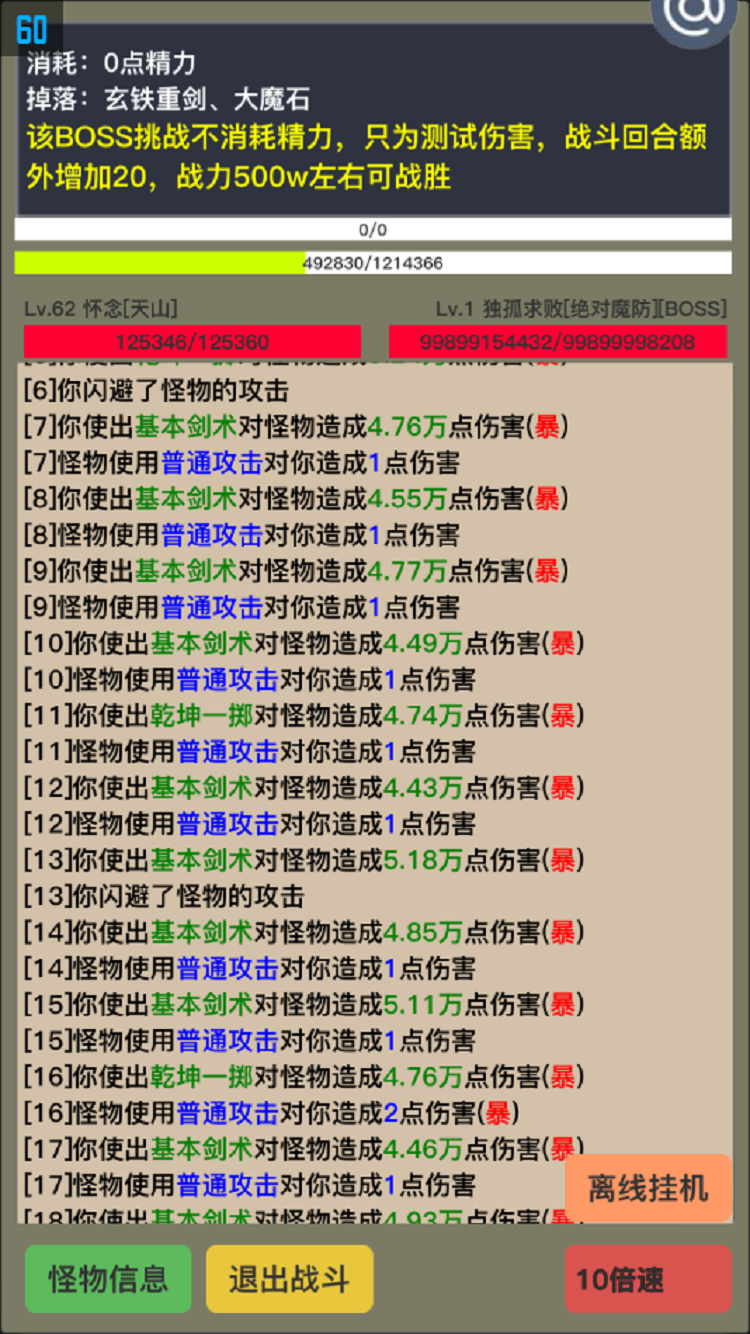 60
@
消耗：0点精力
掉落：玄铁重剑、大魔石
该BOSS挑战不消耗精力，只为测试伤害，战斗回合额
外增加20，战力500w左右可战胜
0/0
492830/1214366
Lv.62 怀念[天山]
Lv.1 独孤求败[绝对魔防][BOSS]
125346/125360
99899154432/99899998208
[6]你闪避了怪物的攻击
[7]你使出基本剑术对怪物造成4.76万点伤害(暴)
[7]怪物使用普通攻击对你造成1点伤害
[8]你使出基本剑术对怪物造成4.55万点伤害(暴)
[8]怪物使用普通攻击对你造成1点伤害
[9]你使出基本剑术对怪物造成4.77万点伤害(暴)
[9]怪物使用普通攻击对你造成1点伤害
[10]你使出基本剑术对怪物造成4.49万点伤害(暴)
[10]怪物使用普通攻击对你造成1点伤害
[11]你使出乾坤一掷对怪物造成4.74万点伤害(暴)
[11]怪物使用普通攻击对你造成1点伤害
[12]你使出基本剑术对怪物造成4.43万点伤害(暴)
[12]怪物使用普通攻击对你造成1点伤害
[13]你使出基本剑术对怪物造成5.18万点伤害(暴)
[13]你闪避了怪物的攻击
[14]你使出基本剑术对怪物造成4.85万点伤害(暴)
[14]怪物使用普通攻击对你造成1点伤害
[15]你使出基本剑术对怪物造成5.11万点伤害(暴)
[15]怪物使用普通攻击对你造成1点伤害
[16]你使出乾坤一掷对怪物造成4.76万点伤害(暴)
[16]怪物使用普通攻击对你造成2点伤害(暴)
[17]你使出基本剑术对怪物造成4.46万点伤害(暴)
[17]怪物使用普通攻击对你造成1点伤害
[18]你使出基本剑术对怪物造成4.93万点伤害(暴
离线挂机
怪物信息
退出战斗
10倍速